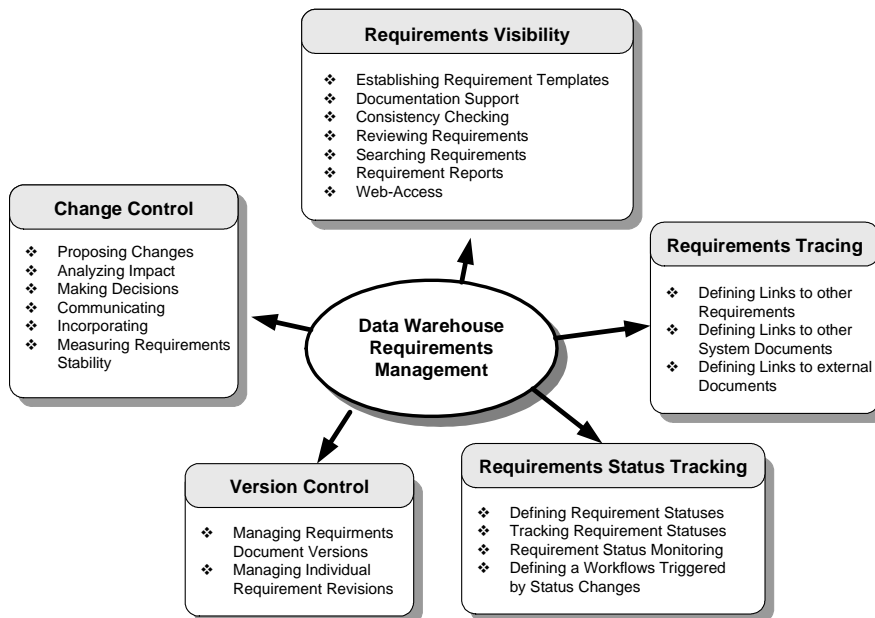 Requirements Visibility
❖ Establishing Requirement Templates
❖ Documentation Support
❖ Consistency Checking
❖ Reviewing Requirements
❖ Searching Requirements
❖ Requirement Reports
❖ Web-Access
Change Control
❖ Proposing Changes
❖ Analyzing Impact
❖ Making Decisions
❖ Communicating
❖ Incorporating
❖ Measuring Requirements
Stability
Data Warehouse
Requirements
Management
Requirements Tracing
❖ Defining Links to other
Requirements
❖ Defining Links to other
System Documents
❖ Defining Links to external
Documents
Version Control
❖ Managing Requirments
Document Versions
❖ Managing Individual
Requirement Revisions
Requirements Status Tracking
❖ Defining Requirement Statuses
❖ Tracking Requirement Statuses
❖ Requirement Status Monitoring
❖ Defining a Workflows Triggered
by Status Changes